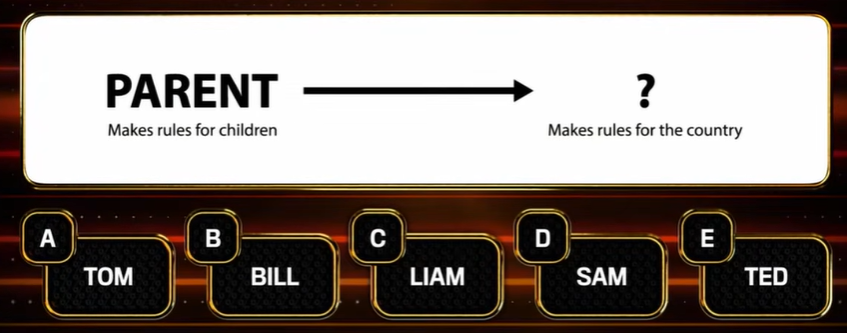 PARENT
?
Makes rules for children
Makes rules for the country
A
B
C
D
E
TOM
BILL
LIAM
SAM
TED